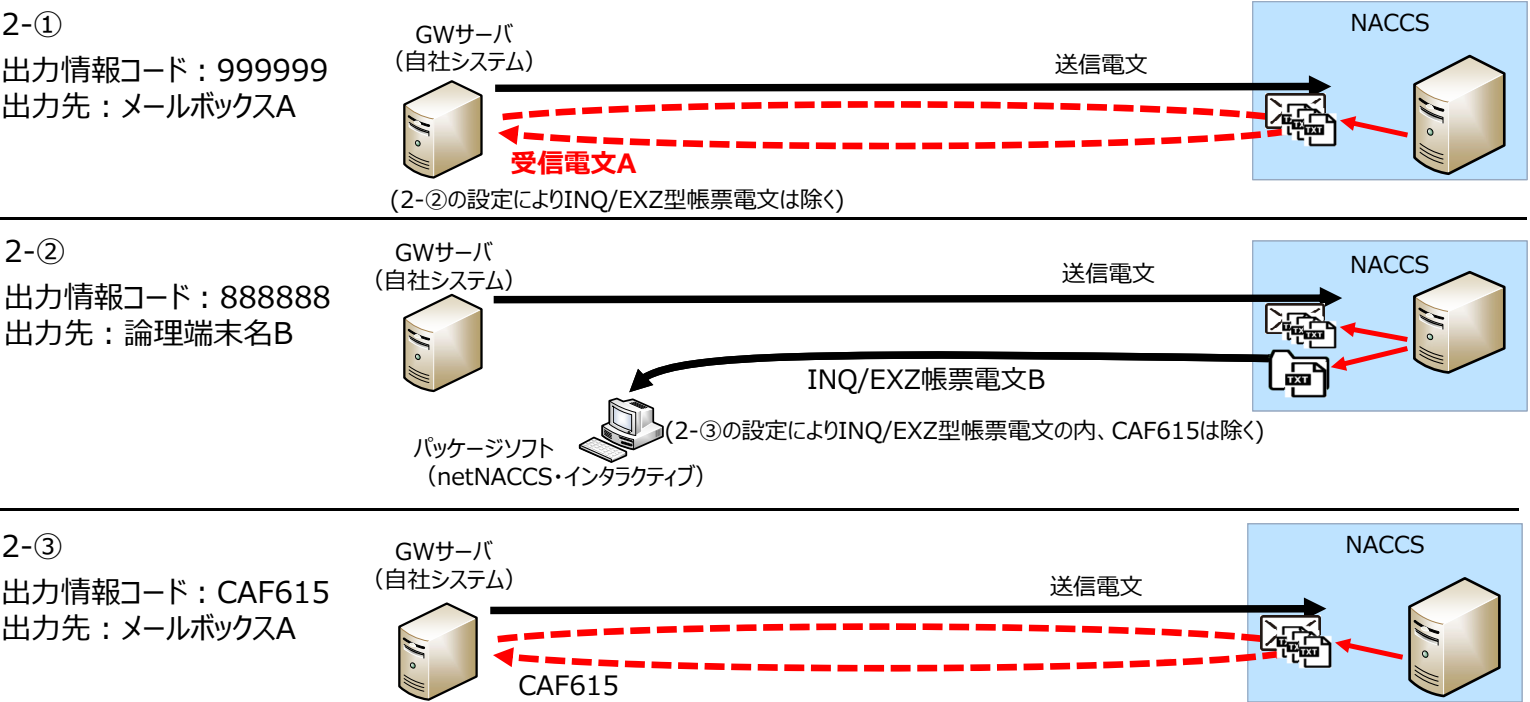 2-①
出力情報コード：999999
出力先：メールボックスA
GWサーバ
（自社システム）
送信電文
NACCS
TXT
受信電文A
(2-②の設定によりINQ/EXZ型帳票電文は除く)
2-②
出力情報コード：888888
出力先：論理端末名B
GWサーバ
（自社システム）
送信電文
NACCS
TXT
TXT
INQ/EXZ帳票電文B
(2-③の設定によりINQ/EXZ型帳票電文の内、CAF615は除く)
パッケージソフト
（netNACCS・インタラクティブ）
2-③
出力情報コード：CAF615
出力先：メールボックスA
GWサーバ
（自社システム）
送信電文
NACCS
TXT
CAF615